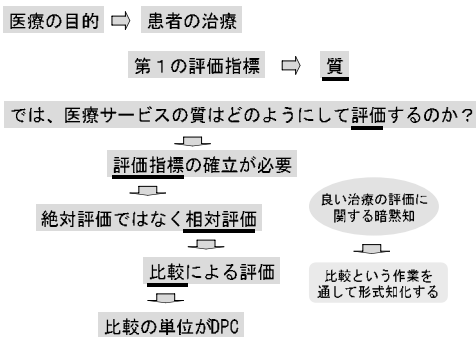 医療の目的 ⇨ 患者の治療
第１の評価指標 ⇨ 質
では、医療サービスの質はどのようにして評価するのか？
評価指標の確立が必要
絶対評価ではなく相対評価
良い治療の評価に
関する暗黙知
比較による評価
比較という作業を
通して形式知化する
比較の単位がDPC